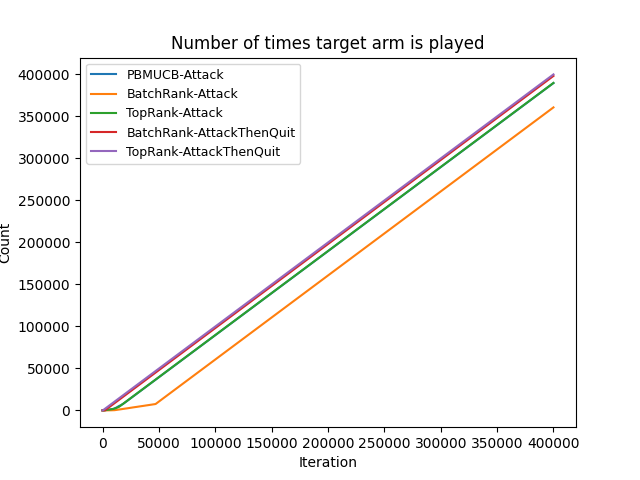 Number of times target arm is played
400000
350000
300000
250000
200000
150000
100000
50000
0
Count
PBMUCB-Attack
BatchRank-Attack
TopRank-Attack
BatchRank-AttackThenQuit
TopRank-AttackThenQuit
0 50000 100000 150000 200000 250000 300000 350000 400000
Iteration